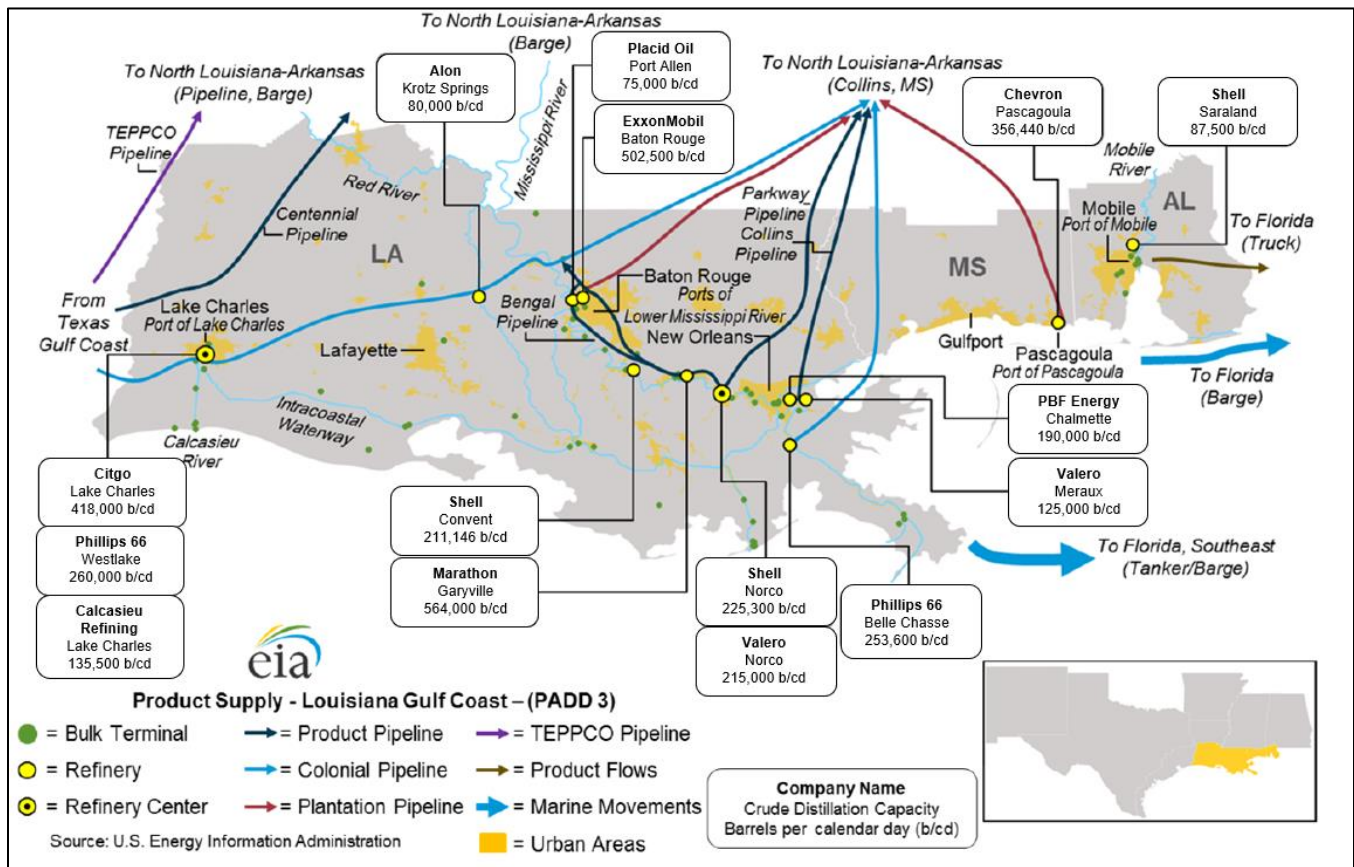 To North Louisiana-Arkansas
(Barge)
To North Louisiana-Arkansas
(Pipeline, Barge)
TEPPCO
Pipeline
Alon
Krotz Springs
80,000 b/cd
Mississippi River
Placid Oil
Port Allen
75,000 b/cd
ExxonMobil
Baton Rouge
502,500 b/cd
To North Louisiana-Arkansas
(Collins, MS)
Chevron
Pascagoula
356,440 b/cd
Shell
Saraland
87,500 b/cd
Mobile
River
Red River
Centennial
Pipeline
LA
Parkway
Pipeline
Collins
Pipeline
MS
AL
Mobile
Port of Mobile
To Florida
(Truck)
From
Texas
Gulf Coast
Lake Charles
Port of Lake Charles
Lafayette
Bengal
Pipeline
Baton Rouge
Ports of
Lower Mississippi River
New Orleans
Gulfport
Pascagoula
Port of Pascagoula
To Florida
(Barge)
Intracoastal
Waterway
Calcasieu
River
PBF Energy
Chalmette
190,000 b/cd
Valero
Meraux
125,000 b/cd
Citgo
Lake Charles
418,000 b/cd
Phillips 66
Westlake
260,000 b/cd
Calcasieu
Refining
Lake Charles
135,500 b/cd
Shell
Convent
211,146 b/cd
Marathon
Garyville
564,000 b/cd
Shell
Norco
225,300 b/cd
Valero
Norco
215,000 b/cd
Phillips 66
Belle Chasse
253,600 b/cd
To Florida, Southeast
(Tanker/Barge)
eia
Product Supply - Louisiana Gulf Coast – (PADD 3)
= Bulk Terminal
= Product Pipeline
= TEPPCO Pipeline
= Refinery
= Colonial Pipeline
= Product Flows
= Refinery Center
= Plantation Pipeline
= Marine Movements
Source: U.S. Energy Information Administration
= Urban Areas
Company Name
Crude Distillation Capacity
Barrels per calendar day (b/cd)